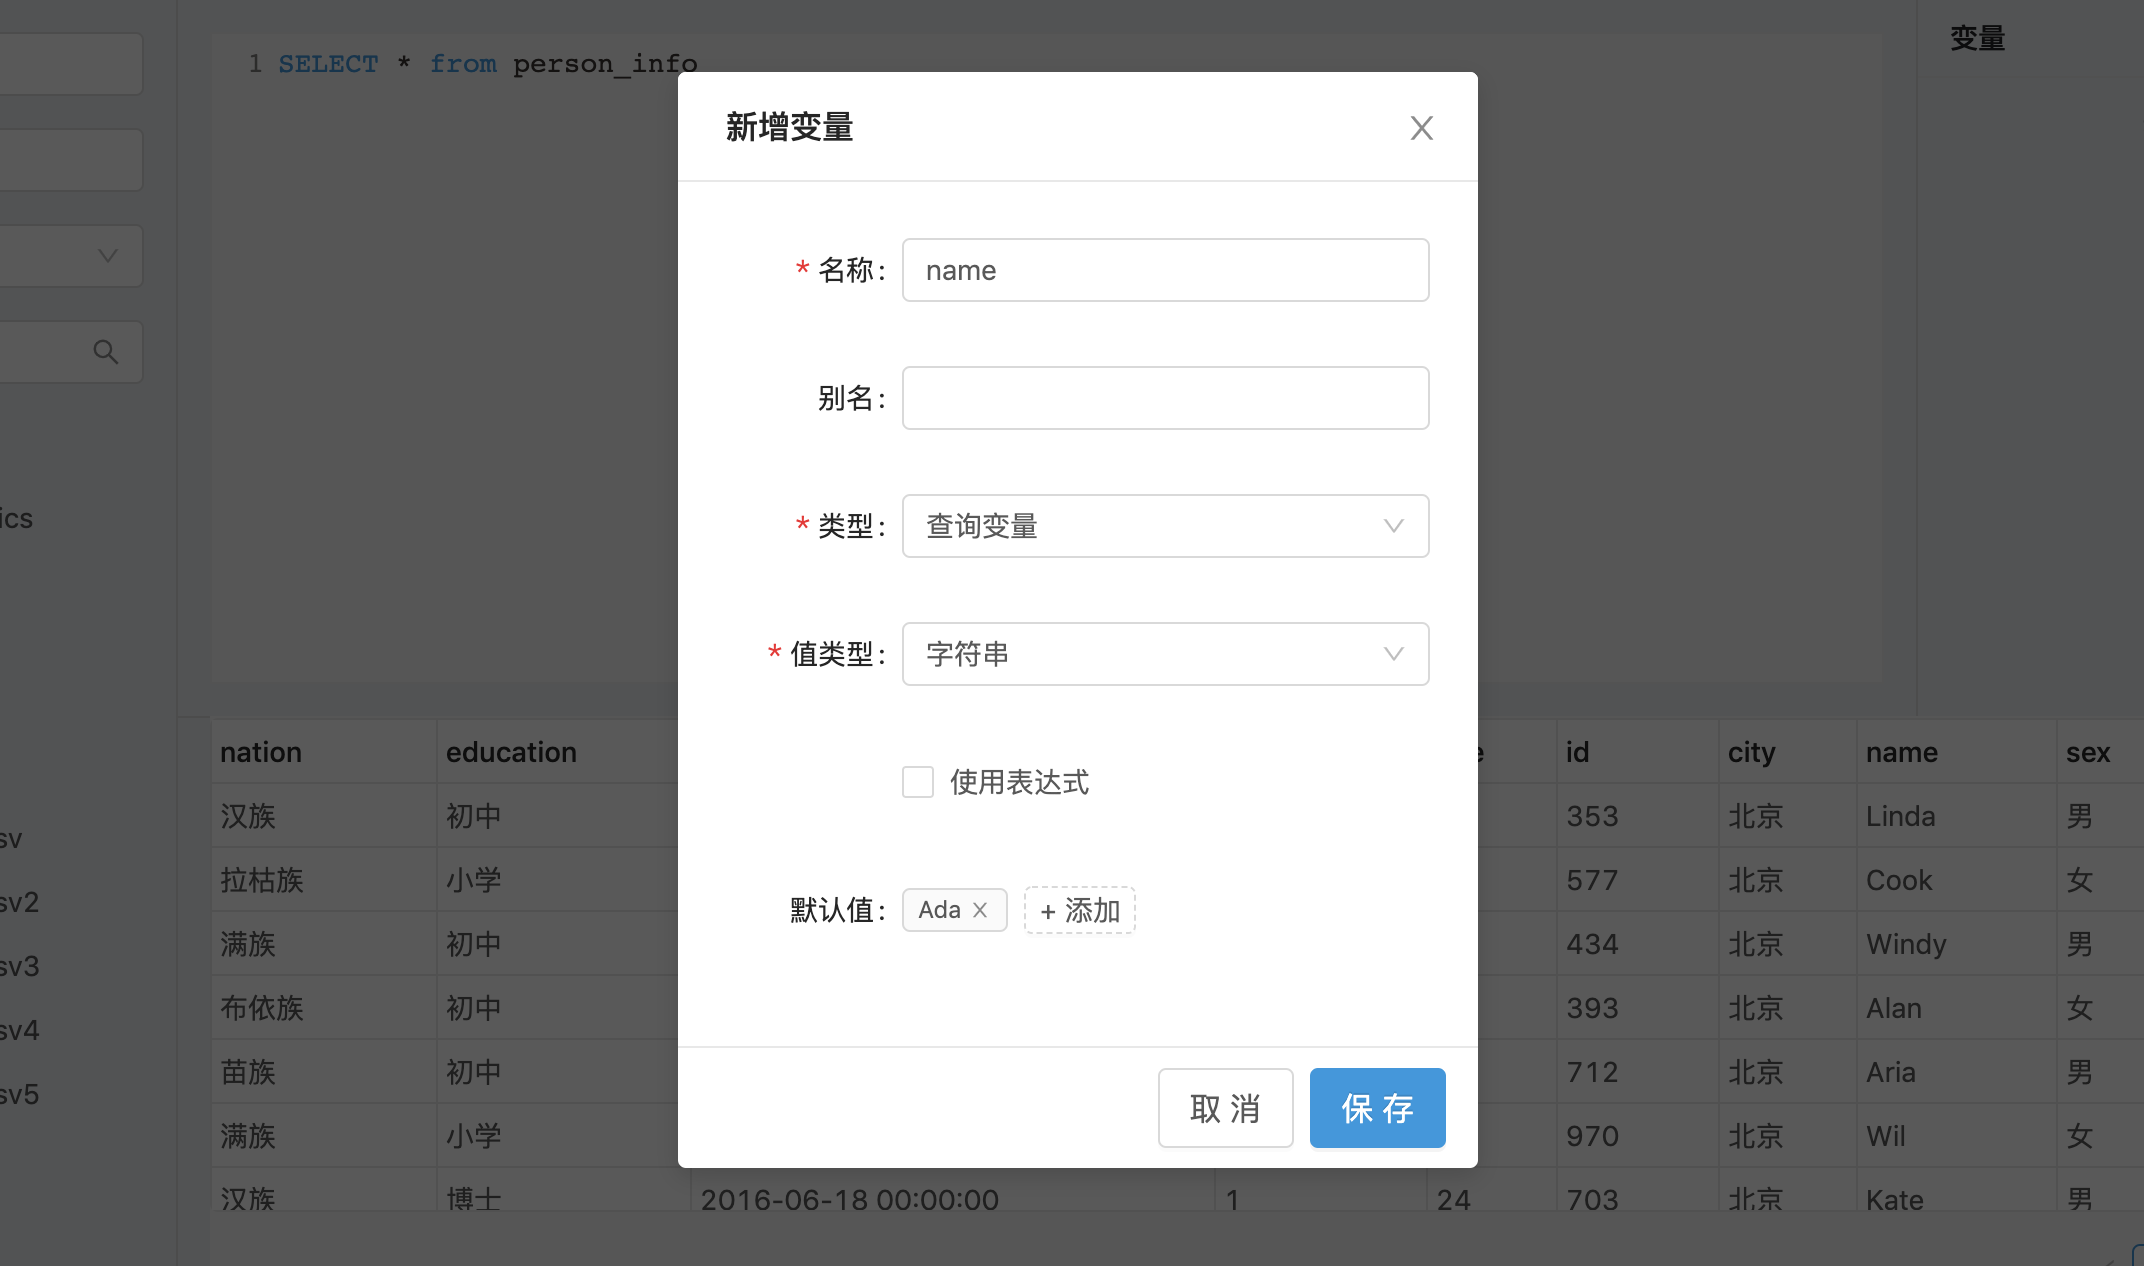 1 SELECT * from person_info
变量
新增变量
* 名称:
name
别名:
* 类型:
查询变量
* 值类型:
字符串
使用表达式
默认值:
Ada
+ 添加
取 消
保 存
ics
sv
sv2
sv3
sv4
sv5
nation education id city name sex
汉族 初中 353 北京 Linda 男
拉枯族 小学 577 北京 Cook 女
满族 初中 434 北京 Windy 男
布依族 初中 393 北京 Alan 女
苗族 初中 712 北京 Aria 男
满族 小学 970 北京 Wil 女
汉族 博士 2016-06-18 00:00:00 1 24 703 北京 Kate 男